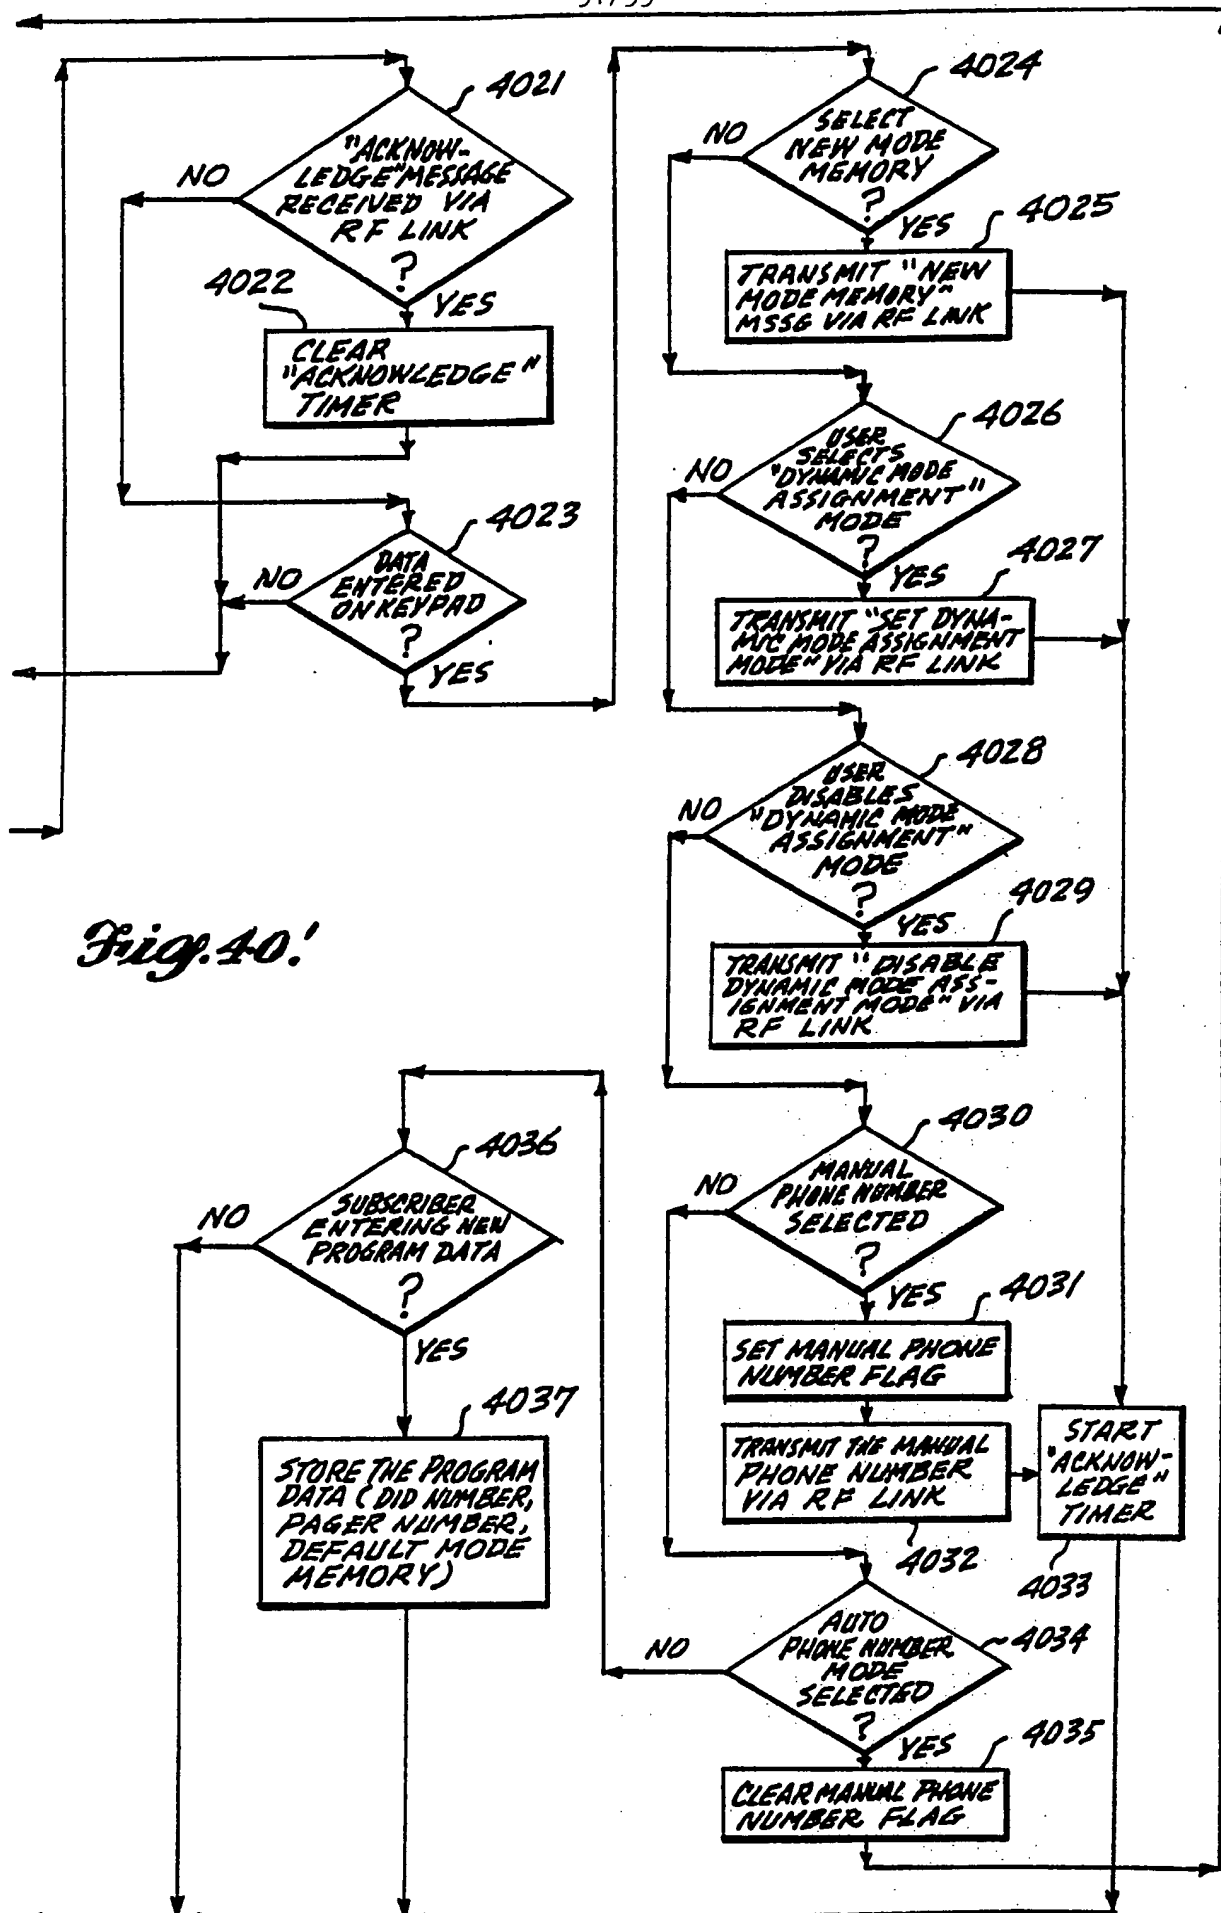 4021
"ACKNOW-
LEDGE" MESSAGE
RECEIVED VIA
RF LINK
?
NO
YES
4022
CLEAR
"ACKNOWLEDGE"
TIMER
4023
DATA
ENTERED
ON KEYPAD
?
NO
YES
4024
SELECT
NEW MODE
MEMORY
?
NO
YES
4025
TRANSMIT "NEW
MODE MEMORY"
MSSG VIA RF LINK
4026
USER
SELECTS
"DYNAMIC MODE
ASSIGNMENT"
MODE
?
NO
YES
4027
TRANSMIT "SET DYNA-
MIC MODE ASSIGNMENT
MODE" VIA RF LINK
4028
USER
DISABLES
"DYNAMIC MODE
ASSIGNMENT"
MODE
?
NO
YES
4029
TRANSMIT "DISABLE
DYNAMIC MODE ASS-
IGNMENT MODE" VIA
RF LINK
Fig. 40!
4030
MANUAL
PHONE NUMBER
SELECTED
?
NO
YES
4031
SET MANUAL PHONE
NUMBER FLAG
TRANSMIT THE MANUAL
PHONE NUMBER
VIA RF LINK
4032
START
"ACKNOW-
LEDGE"
TIMER
4033
AUTO
PHONE NUMBER
MODE
SELECTED
?
4034
NO
YES
4035
CLEAR MANUAL PHONE
NUMBER FLAG
4036
SUBSCRIBER
ENTERING NEW
PROGRAM DATA
?
NO
YES
4037
STORE THE PROGRAM
DATA (DID NUMBER,
PAGER NUMBER,
DEFAULT MODE
MEMORY)